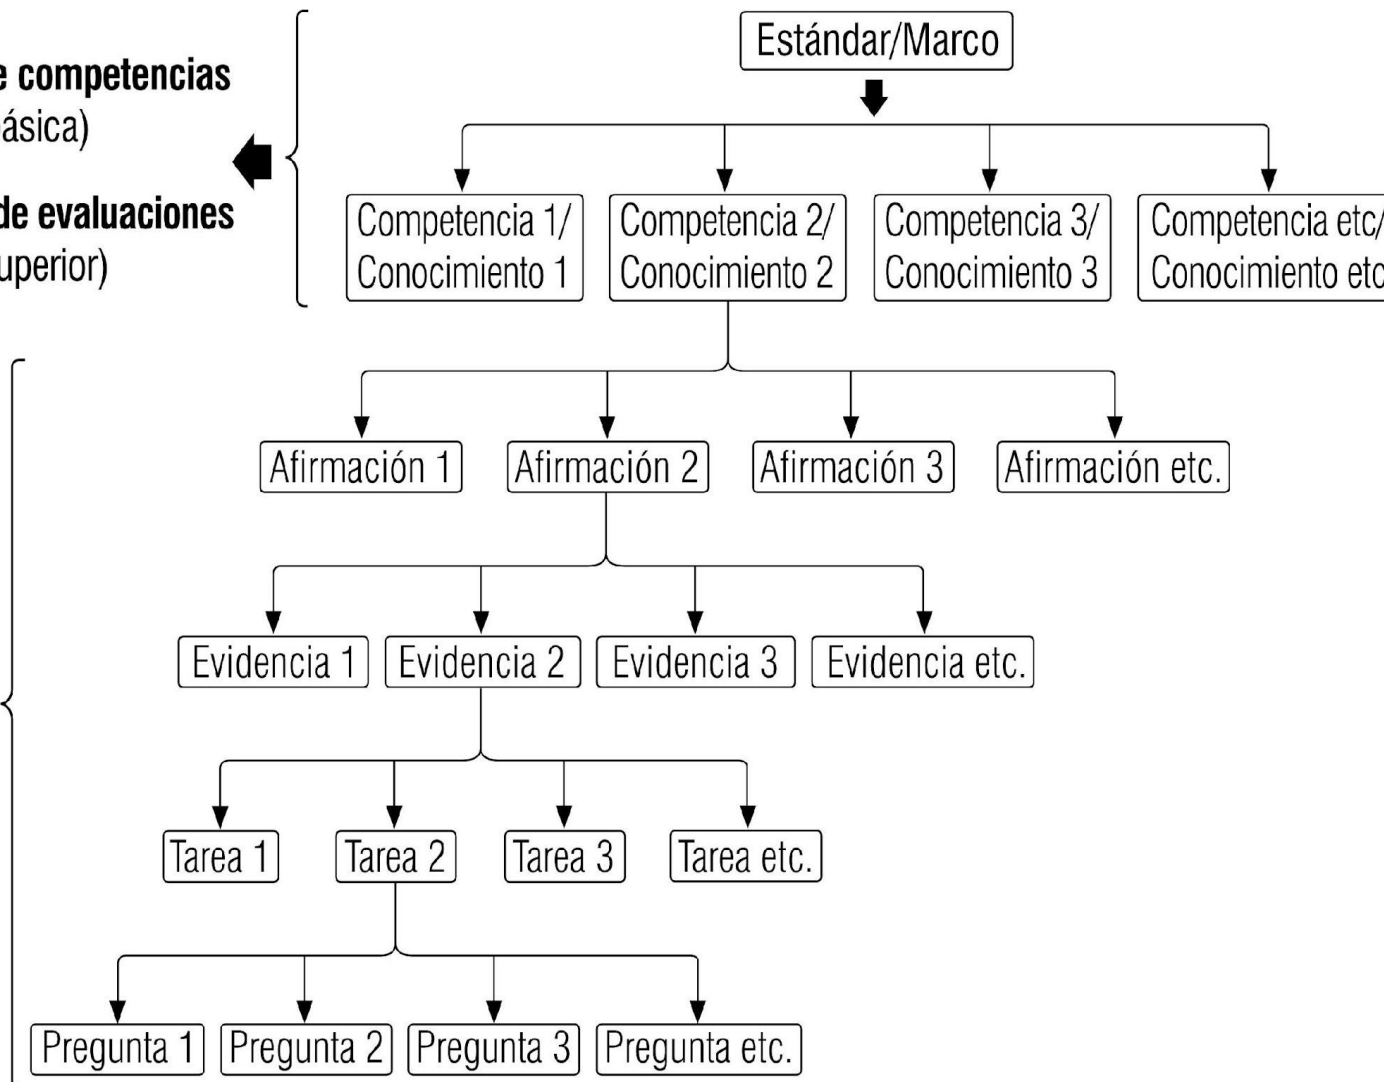 Estándar/Marco
e competencias
ásica)
de evaluaciones
uperior)
Competencia 1/
Conocimiento 1
Competencia 2/
Conocimiento 2
Competencia 3/
Conocimiento 3
Competencia etc/
Conocimiento etc
Afirmación 1
Afirmación 2
Afirmación 3
Afirmación etc.
Evidencia 1
Evidencia 2
Evidencia 3
Evidencia etc.
Tarea 1
Tarea 2
Tarea 3
Tarea etc.
Pregunta 1
Pregunta 2
Pregunta 3
Pregunta etc.